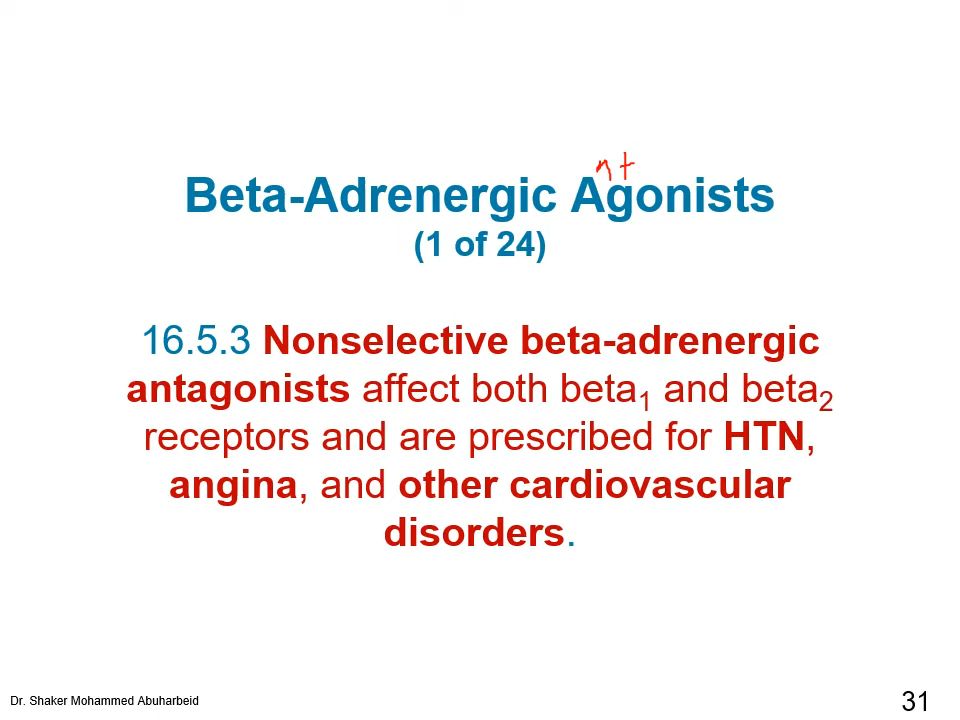 nt
Beta-Adrenergic Agonists
(1 of 24)
16.5.3 Nonselective beta-adrenergic
antagonists affect both beta₁ and beta₂
receptors and are prescribed for HTN,
angina, and other cardiovascular
disorders.
Dr. Shaker Mohammed Abuharbeid
31